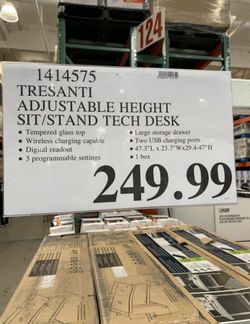 124
1414575
TRESANTI
ADJUSTABLE HEIGHT
SIT/STAND TECH DESK
• Tempered glass top
• Wireless charging capable
• Digital readout
• 3 programmable settings
• Large storage drawer
• Two USB charging ports
• 47.3"L x 23.7"Wx29.4-47"H
• 1 box
249.99